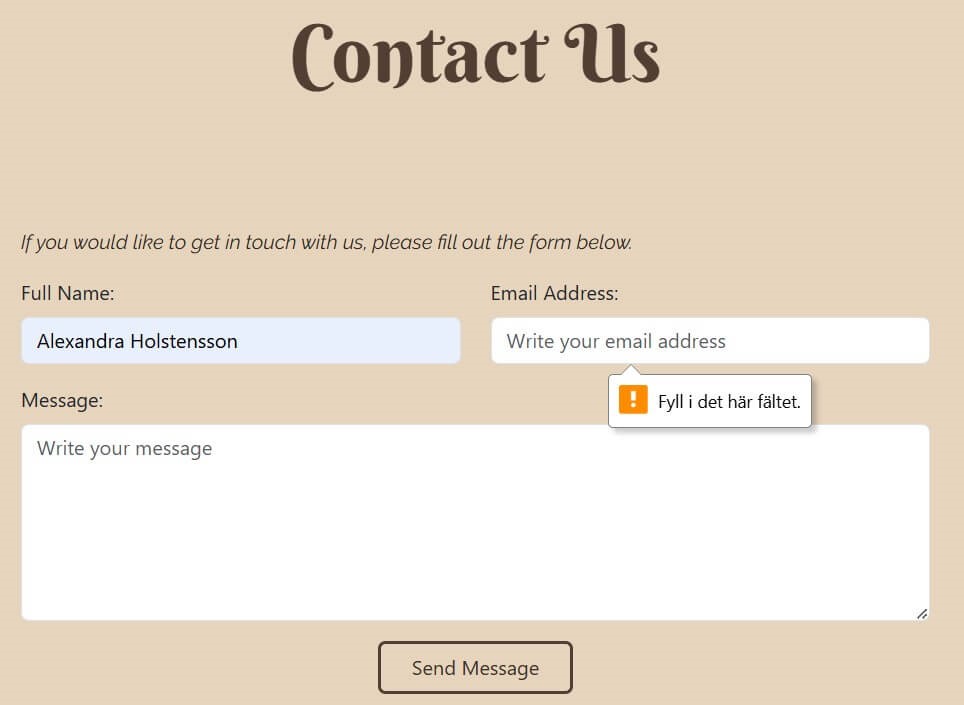 Contact Us
If you would like to get in touch with us, please fill out the form below.
Full Name:
Email Address:
Alexandra Holstensson
Write your email address
Message:
Fyll i det här fältet.
Write your message
Send Message